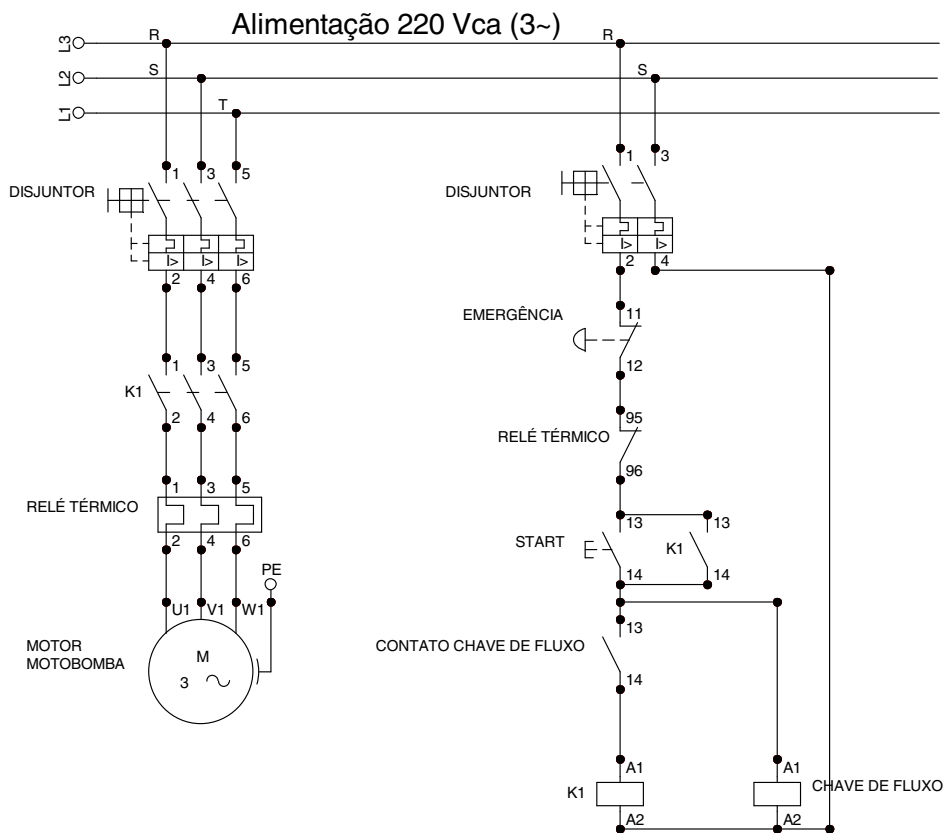 Alimentação 220 Vca (3~)
L3 R R
L2 S S
L1 T
1 3 5
DISJUNTOR
I> I> I>
2 4 6
1 3 5
K1
2 4 6
1 3 5
RELÉ TÉRMICO
2 4 6
PE
U1 V1 W1
MOTOR
MOTOBOMBA
M
3
1 3
DISJUNTOR
I> I>
2 4
11
EMERGÊNCIA
12
95
RELÉ TÉRMICO
96
13 13
START K1
14 14
13
CONTATO CHAVE DE FLUXO
14
A1 A1
K1 CHAVE DE FLUXO
A2 A2